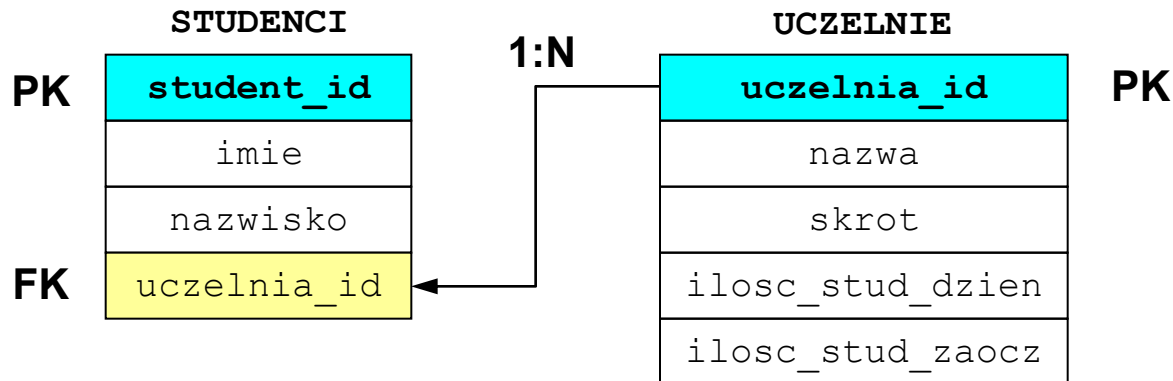 STUDENCI
UCZELNIE
1:N
PK
student_id
uczelnia_id
PK
imie
nazwa
nazwisko
skrot
FK
uczelnia_id
ilosc_stud_dzien
ilosc_stud_zaocz